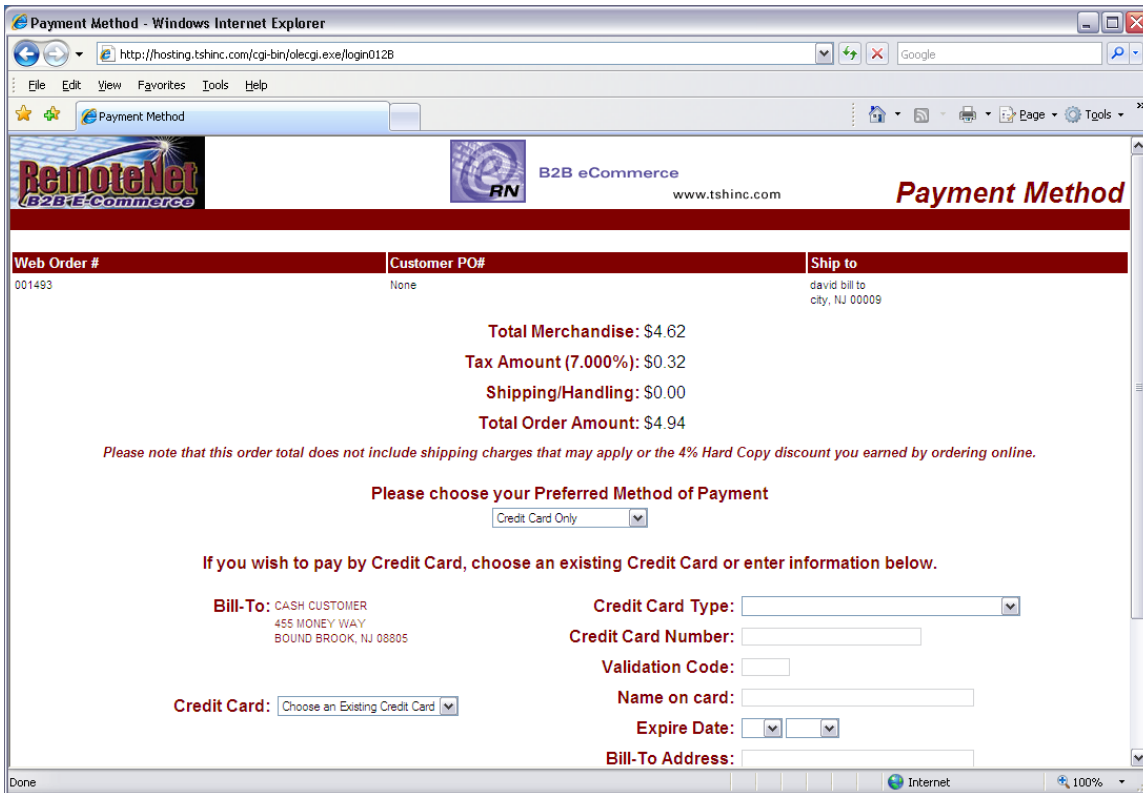 Payment Method - Windows Internet Explorer
http://hosting.tshinc.com/cgi-bin/olecgi.exe/login012B
Google
File Edit View Favorites Tools Help
Payment Method
Page Tools
RemoteNet
B2B E-Commerce
RN
B2B eCommerce
www.tshinc.com
Payment Method
Web Order # Customer PO# Ship to
001493 None david bill to
city, NJ 00009
Total Merchandise: $4.62
Tax Amount (7.000%): $0.32
Shipping/Handling: $0.00
Total Order Amount: $4.94
Please note that this order total does not include shipping charges that may apply or the 4% Hard Copy discount you earned by ordering online.
Please choose your Preferred Method of Payment
Credit Card Only
If you wish to pay by Credit Card, choose an existing Credit Card or enter information below.
Bill-To: CASH CUSTOMER
455 MONEY WAY
BOUND BROOK, NJ 08805
Credit Card: Choose an Existing Credit Card
Credit Card Type:
Credit Card Number:
Validation Code:
Name on card:
Expire Date:
Bill-To Address:
Done Internet 100%